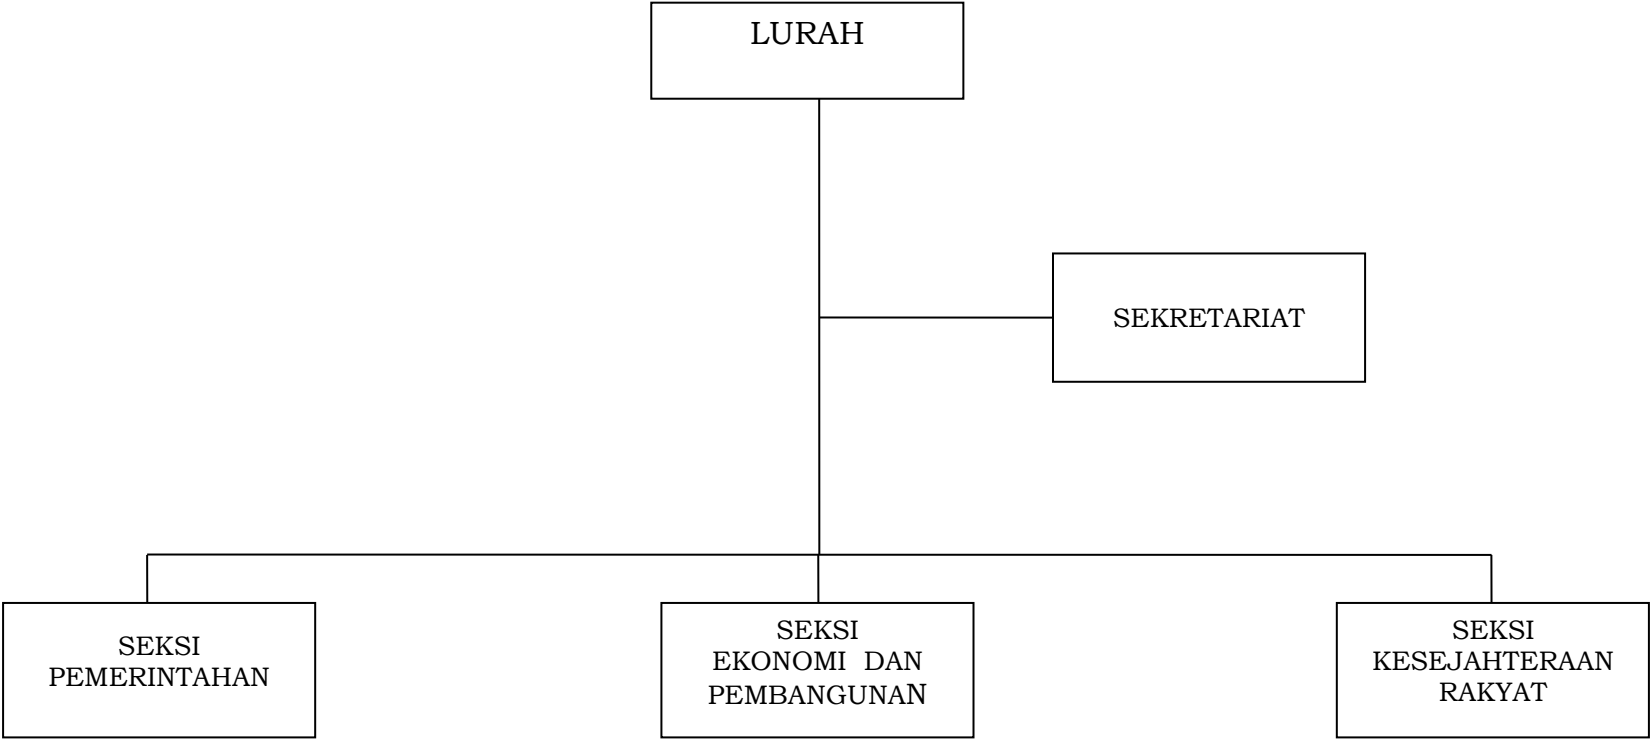 LURAH
SEKRETARIAT
SEKSI
PEMERINTAHAN
SEKSI
EKONOMI DAN
PEMBANGUNAN
SEKSI
KESEJAHTERAAN
RAKYAT